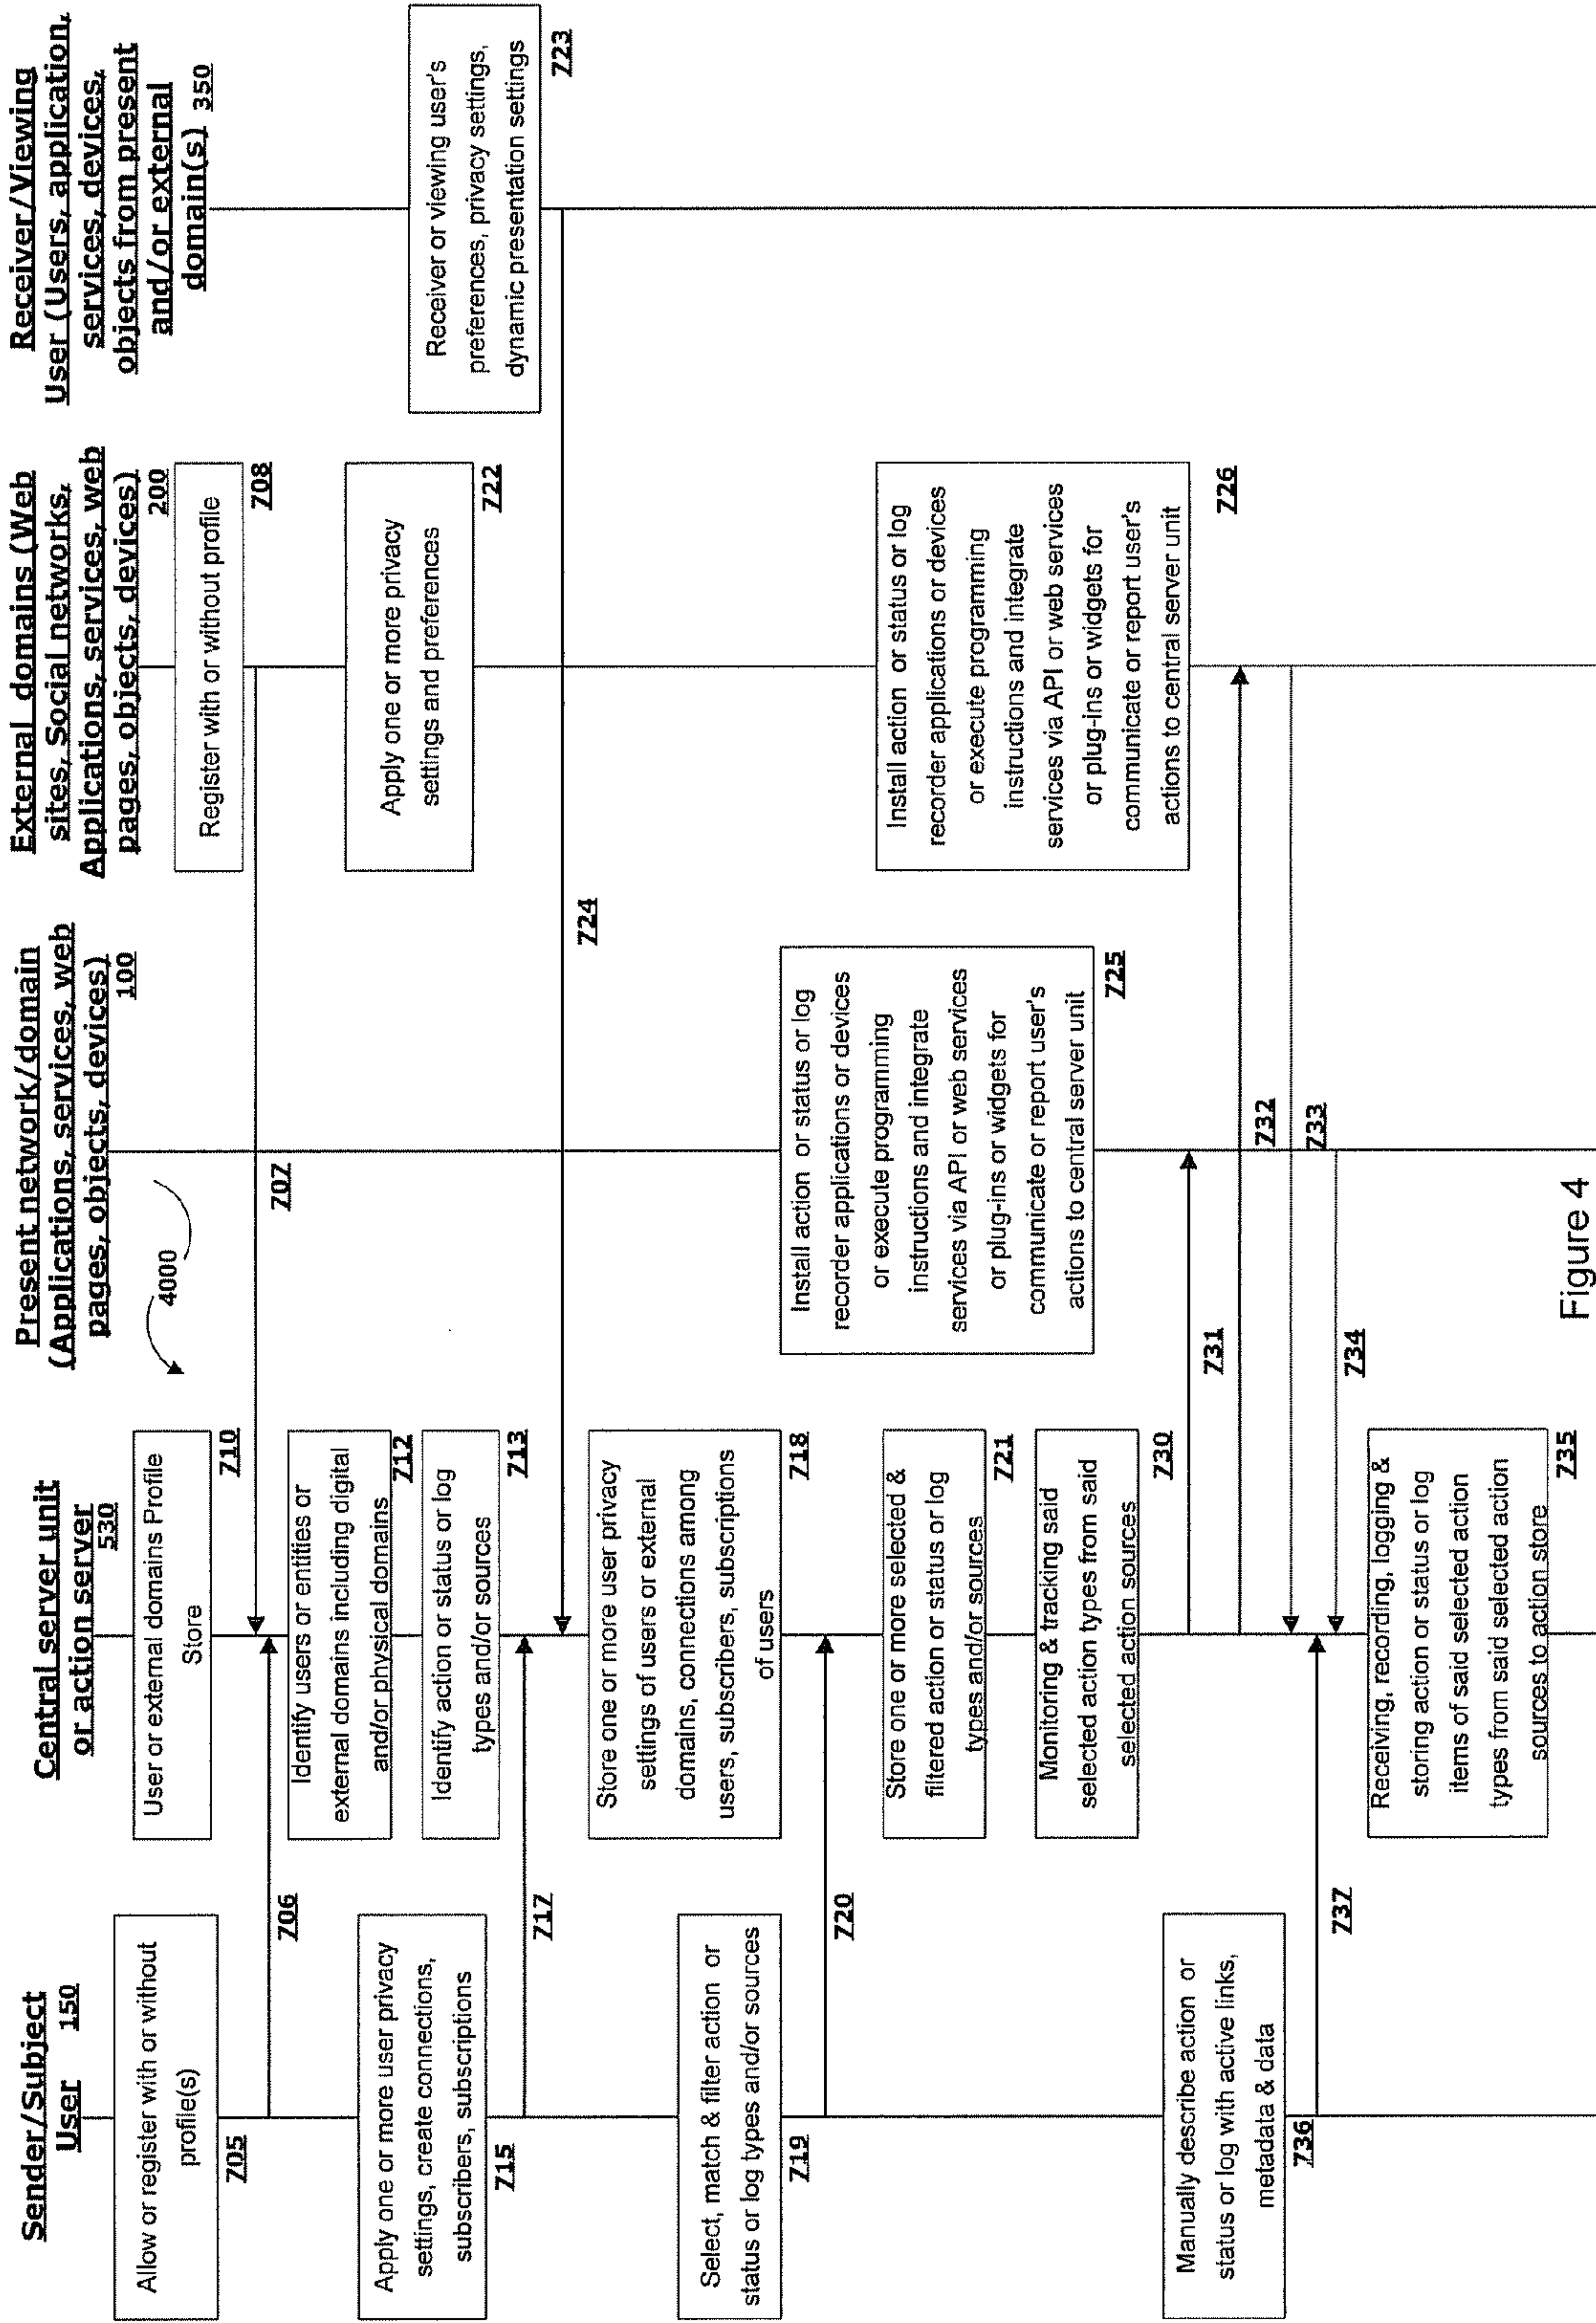 Sender/Subject
User 150
Allow or register with or without
profile(s)
705
706
Apply one or more user privacy
settings, create connections,
subscribers, subscriptions
715
717
Select, match & filter action or
status or log types and/or sources
719
720
Manually describe action or
status or log with active links,
metadata & data
736
737
Central server unit
or action server
530
User or external domains Profile
Store
710
Identify users or entities or
external domains including digital
and/or physical domains
712
Identify action or status or log
types and/or sources
713
Store one or more user privacy
settings of users or external
domains, connections among
users, subscribers, subscriptions
of users
718
Store one or more selected &
filtered action or status or log
types and/or sources
721
Monitoring & tracking said
selected action types from said
selected action sources
730
Receiving, recording, logging &
storing action or status or log
items of said selected action
types from said selected action
sources to action store
735
Present network/domain
(Applications, services, web
pages, objects, devices)
100
4000
707
Install action or status or log
recorder applications or devices
or execute programming
instructions and integrate
services via API or web services
or plug-ins or widgets for
communicate or report user's
actions to central server unit
725
731
732
733
734
External domains (Web
sites, Social networks,
Applications, services, web
pages, objects, devices)
200
Register with or without profile
708
Apply one or more privacy
settings and preferences
722
724
Install action or status or log
recorder applications or devices
or execute programming
instructions and integrate
services via API or web services
or plug-ins or widgets for
communicate or report user's
actions to central server unit
726
Receiver/Viewing
User (Users, application,
services, devices,
objects from present
and/or external
domain(s) 350
Receiver or viewing user's
preferences, privacy settings,
dynamic presentation settings
723
Figure 4